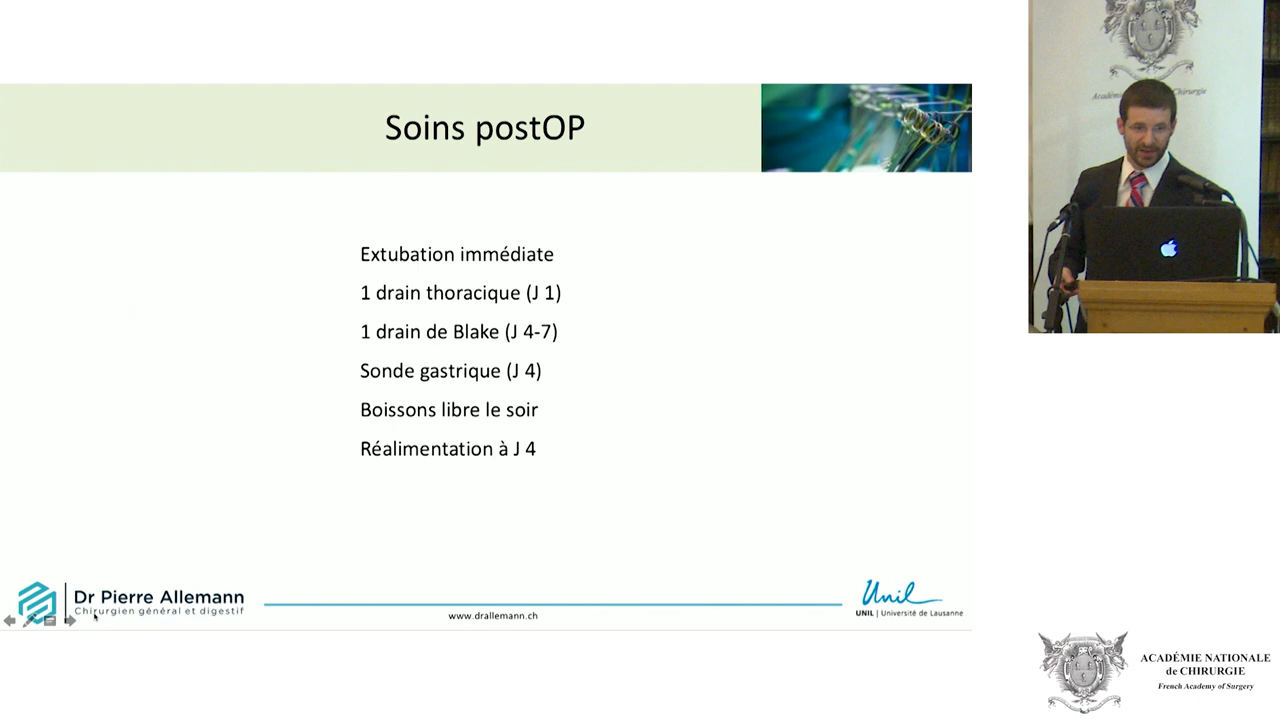 Soins postOP
Extubation immédiate
1 drain thoracique (J 1)
1 drain de Blake (J 4-7)
Sonde gastrique (J 4)
Boissons libre le soir
Réalimentation à J 4
Dr Pierre Allemann
Chirurgien général et digestif
www.drallemann.ch
Unil
UNIL | Université de Lausanne
Chirurgie
ACADÉMIE NATIONALE
de CHIRURGIE
French Academy of Surgery